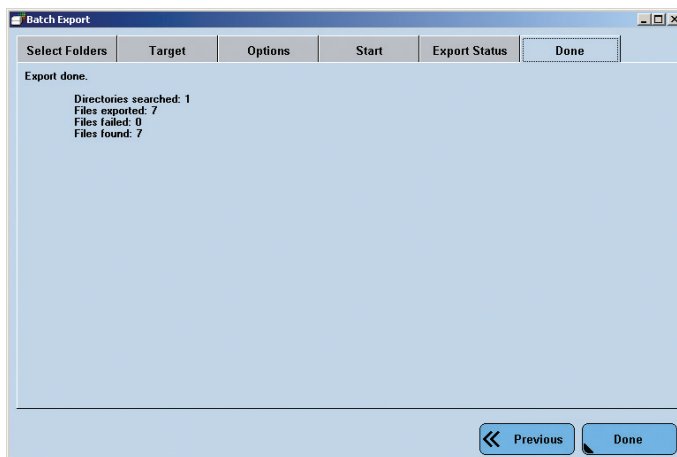 Batch Export
Select Folders Target Options Start Export Status Done
Export done.
Directories searched: 1
Files exported: 7
Files failed: 0
Files found: 7
Previous Done